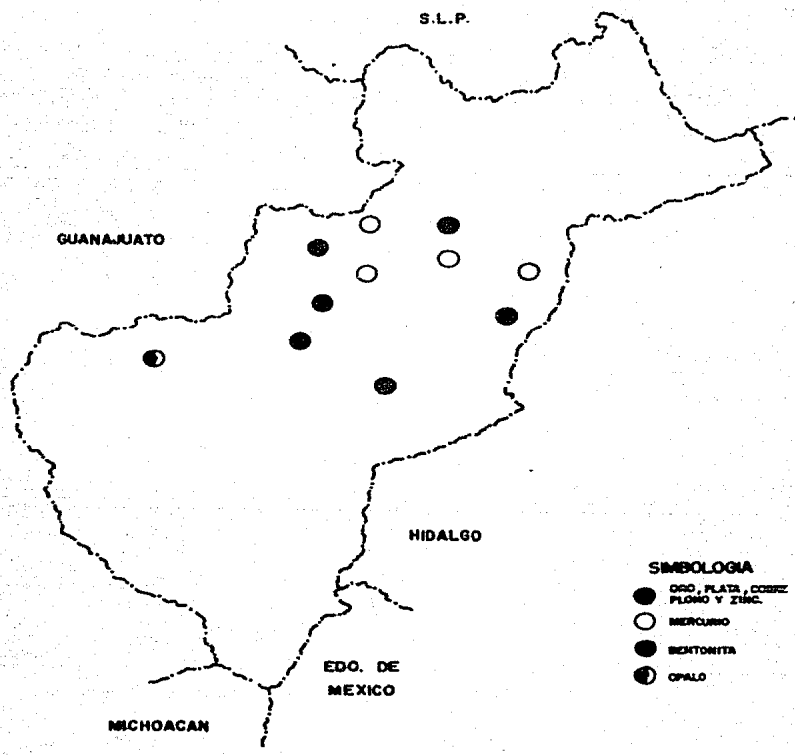 S.L.P.
GUANAJUATO
HIDALGO
EDO. DE
MEXICO
MICHOACAN
SIMBOLOGIA
ORO, PLATA, COBRE
PLOMO Y ZINC.
MERCURIO
BENTONITA
OPALO